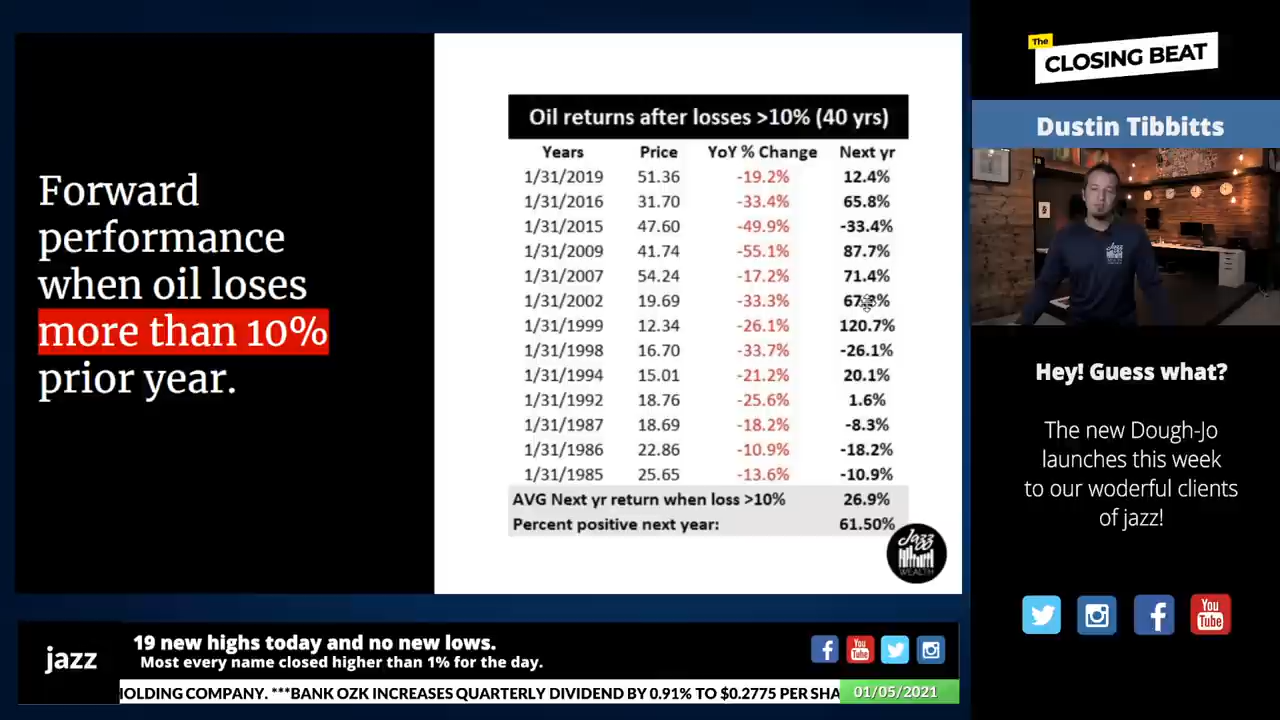 Forward
performance
when oil loses
more than 10%
prior year.
Oil returns after losses >10% (40 yrs)
Years Price YoY % Change Next yr
1/31/2019 51.36 -19.2% 12.4%
1/31/2016 31.70 -33.4% 65.8%
1/31/2015 47.60 -49.9% -33.4%
1/31/2009 41.74 -55.1% 87.7%
1/31/2007 54.24 -17.2% 71.4%
1/31/2002 19.69 -33.3%
1/31/1999 12.34 -26.1% 120.7%
1/31/1998 16.70 -33.7% -26.1%
1/31/1994 15.01 -21.2% 20.1%
1/31/1992 18.76 -25.6% 1.6%
1/31/1987 18.69 -18.2% -8.3%
1/31/1986 22.86 -10.9% -18.2%
1/31/1985 25.65 -13.6% -10.9%
AVG Next yr return when loss >10% 26.9%
Percent positive next year: 61.50%
Jazz
WEALTH
The
CLOSING BEAT
Dustin Tibbitts
Hey! Guess what?
The new Dough-Jo
launches this week
to our woderful clients
of jazz!
You
Tube
jazz
19 new highs today and no new lows.
Most every name closed higher than 1% for the day.
You
Tube
HOLDING COMPANY. ***BANK OZK INCREASES QUARTERLY DIVIDEND BY 0.91% TO $0.2775 PER SHA
01/05/2021